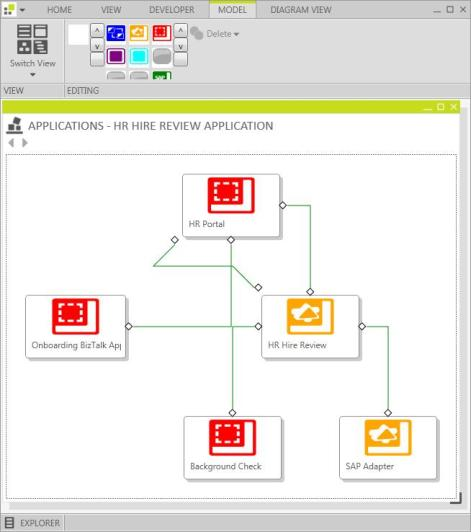 HOME VIEW DEVELOPER MODEL DIAGRAM VIEW
Delete
Switch View
VIEW EDITING
APPLICATIONS - HR HIRE REVIEW APPLICATION
HR Portal
Onboarding BizTalk App
HR Hire Review
Background Check
SAP Adapter
EXPLORER